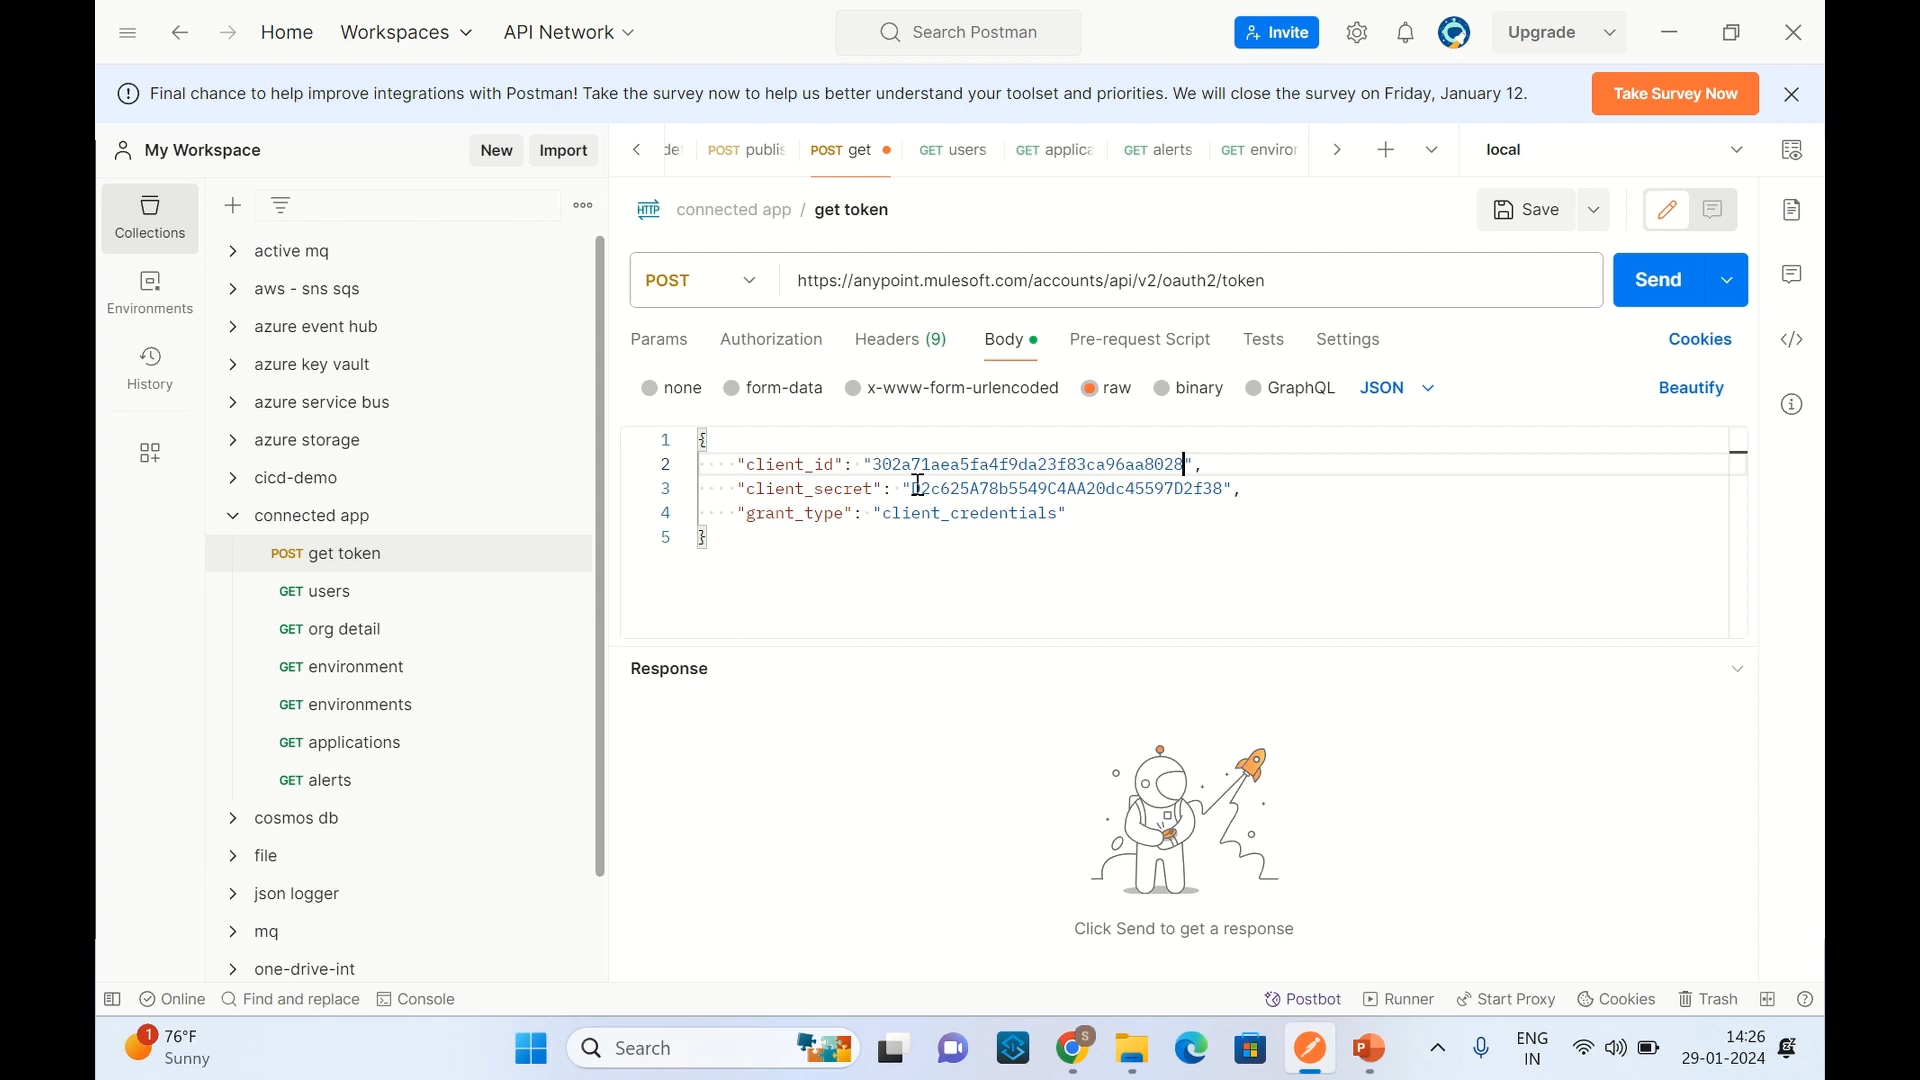 Home
Workspaces
API Network
Search Postman
Invite
Upgrade
Final chance to help improve integrations with Postman! Take the survey now to help us better understand your toolset and priorities. We will close the survey on Friday, January 12.
Take Survey Now
My Workspace
New
Import
POST publis
POST get
GET users
GET applica
GET alerts
GET enviror
local
Collections
Environments
History
active mq
aws - sns sqs
azure event hub
azure key vault
azure service bus
azure storage
cicd-demo
connected app
POST get token
GET users
GET org detail
GET environment
GET environments
GET applications
GET alerts
cosmos db
file
json logger
mq
one-drive-int
HTTP connected app / get token
Save
POST
https://anypoint.mulesoft.com/accounts/api/v2/oauth2/token
Send
Params
Authorization
Headers (9)
Body
Pre-request Script
Tests
Settings
Cookies
none
form-data
x-www-form-urlencoded
raw
binary
GraphQL
JSON
Beautify
1 {
2 "client_id": "302a71aea5fa4f9da23f83ca96aa8028",
3 "client_secret": "D2c625A78b5549C4AA20dc45597D2f38",
4 "grant_type": "client_credentials"
5 }
Response
Click Send to get a response
Online
Find and replace
Console
Postbot
Runner
Start Proxy
Cookies
Trash
1
76°F
Sunny
Search
S
ENG
IN
14:26
29-01-2024